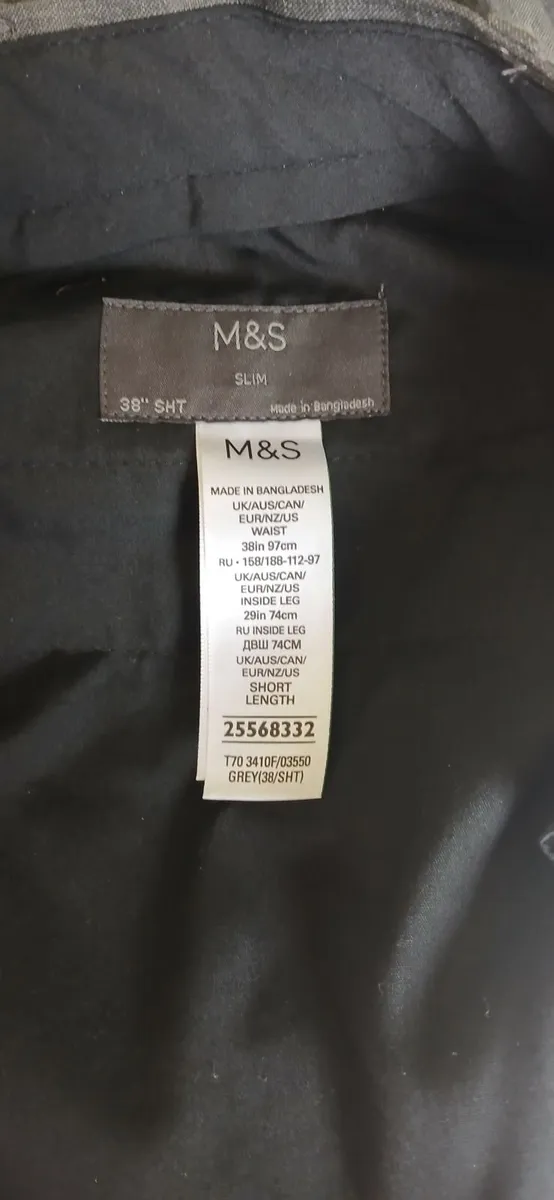 M&S
SLIM
38" SHT Made in Bangladesh
M&S
MADE IN BANGLADESH
UK/AUS/CAN/
EUR/NZ/US
WAIST
38in 97cm
RU • 158/188-112-97
UK/AUS/CAN/
EUR/NZ/US
INSIDE LEG
29in 74cm
RU INSIDE LEG
ДВШ 74CM
UK/AUS/CAN/
EUR/NZ/US
SHORT
LENGTH
25568332
T70 3410F/03550
GREY(38/SHT)